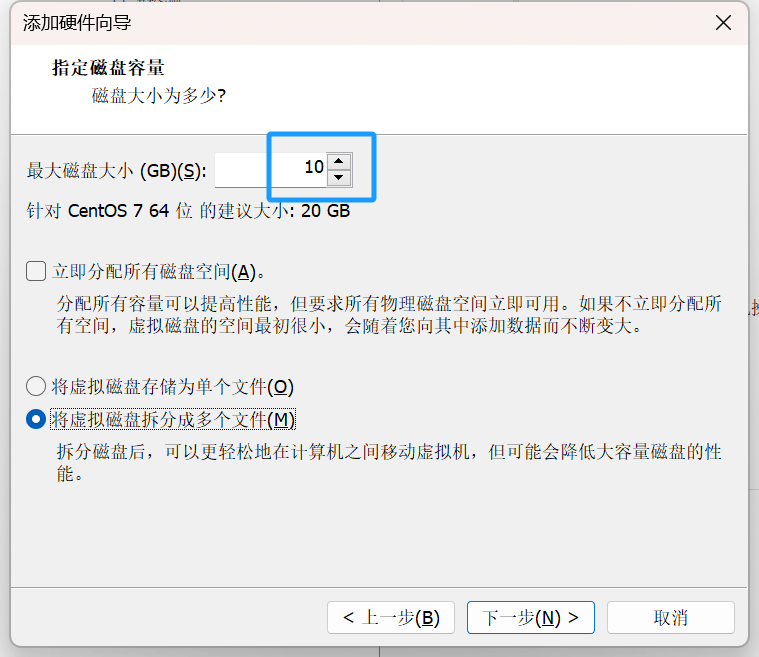 添加硬件向导
指定磁盘容量
磁盘大小为多少?
最大磁盘大小 (GB)(S): 10
针对 CentOS 7 64 位 的建议大小: 20 GB
立即分配所有磁盘空间(A)。
分配所有容量可以提高性能，但要求所有物理磁盘空间立即可用。如果不立即分配所
有空间，虚拟磁盘的空间最初很小，会随着您向其中添加数据而不断变大。
将虚拟磁盘存储为单个文件(O)
将虚拟磁盘拆分成多个文件(M)
拆分磁盘后，可以更轻松地在计算机之间移动虚拟机，但可能会降低大容量磁盘的性
能。
< 上一步(B) 下一步(N) > 取消